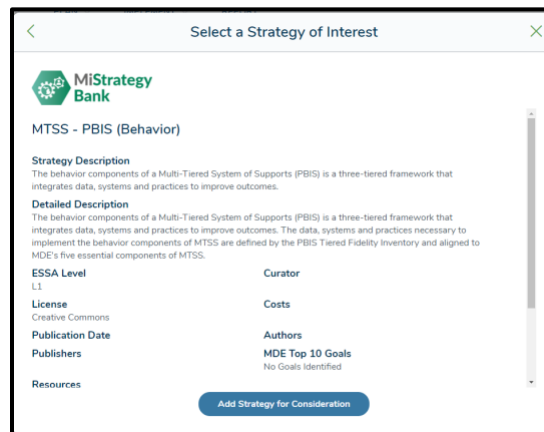 Select a Strategy of Interest
MiStrategy
Bank
MTSS - PBIS (Behavior)
Strategy Description
The behavior components of a Multi-Tiered System of Supports (PBIS) is a three-tiered framework that
integrates data, systems and practices to improve outcomes.
Detailed Description
The behavior components of a Multi-Tiered System of Supports (PBIS) is a three-tiered framework that
integrates data, systems and practices to improve outcomes. The data, systems and practices necessary to
implement the behavior components of MTSS are defined by the PBIS Tiered Fidelity Inventory and aligned to
MDE's five essential components of MTSS.
ESSA Level
Curator
L1
License
Costs
Creative Commons
Publication Date
Authors
Publishers
MDE Top 10 Goals
No Goals Identified
Resources
Add Strategy for Consideration